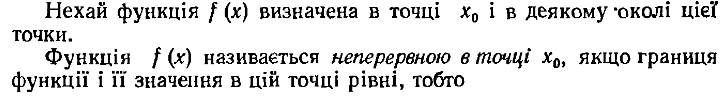 Нехай функція f (x) визначена в точці x₀ і в деякому околі цієї
точки.
Функція f (x) називається неперервною в точці x₀, якщо границя
функції і її значення в цій точці рівні, тобто